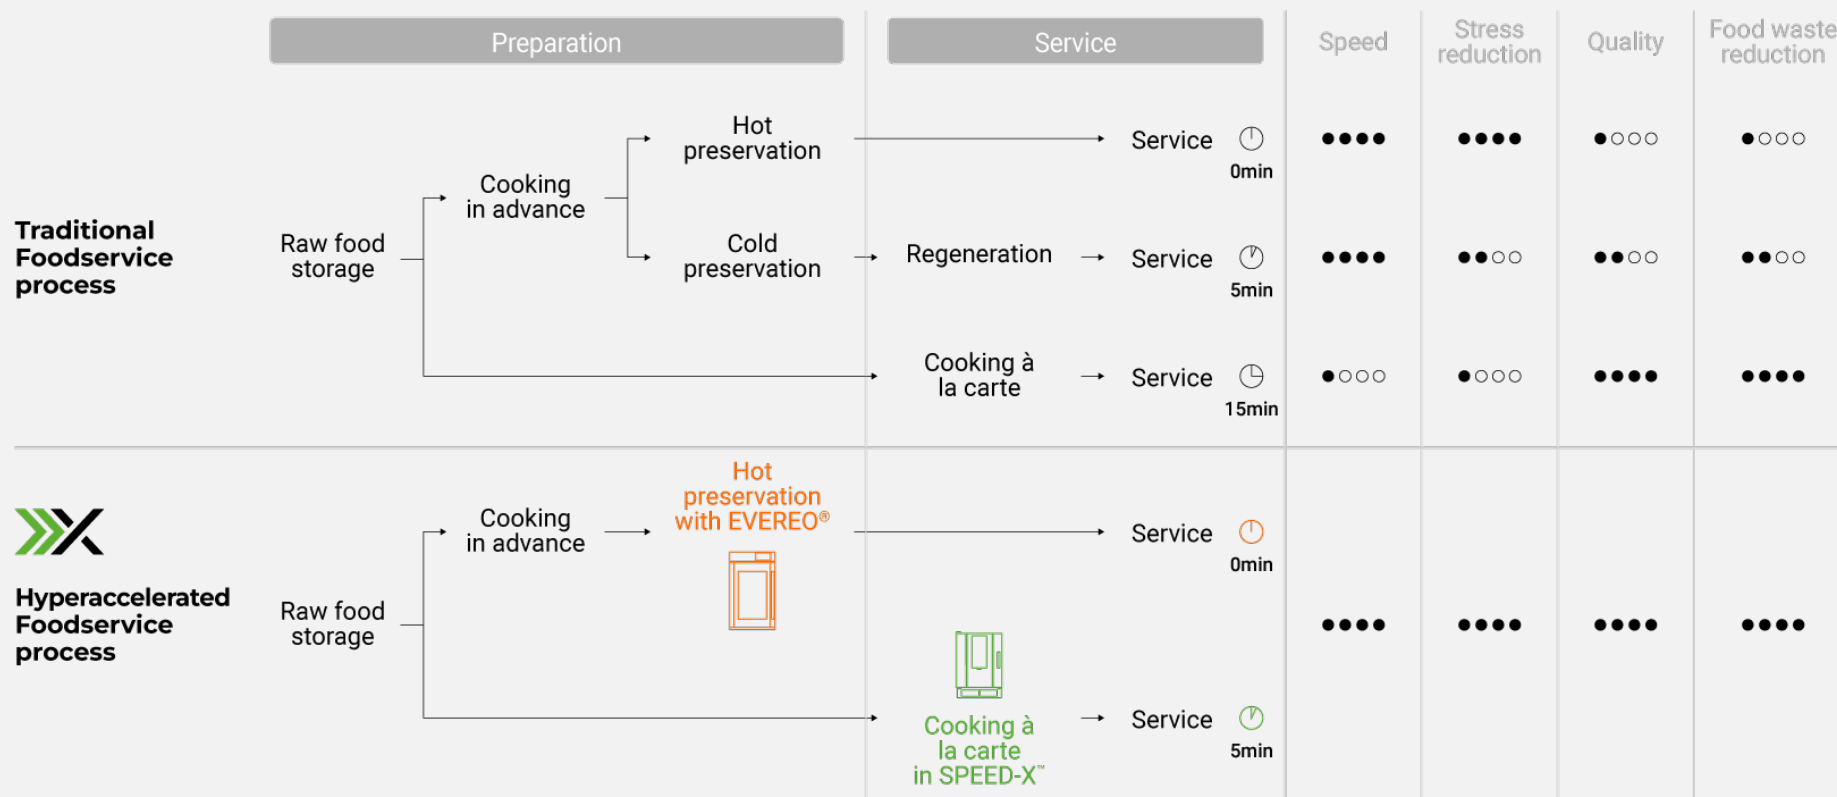 Preparation
Service
Speed
Stress
reduction
Quality
Food waste
reduction
Traditional
Foodservice
process
Raw food
storage
Cooking
in advance
Hot
preservation
Service
0min
Cold
preservation
Regeneration
Service
5min
Cooking à
la carte
Service
15min
Hyperaccelerated
Foodservice
process
Raw food
storage
Cooking
in advance
Hot
preservation
with EVEREO®
Service
0min
Cooking à
la carte
in SPEED-X™
Service
5min